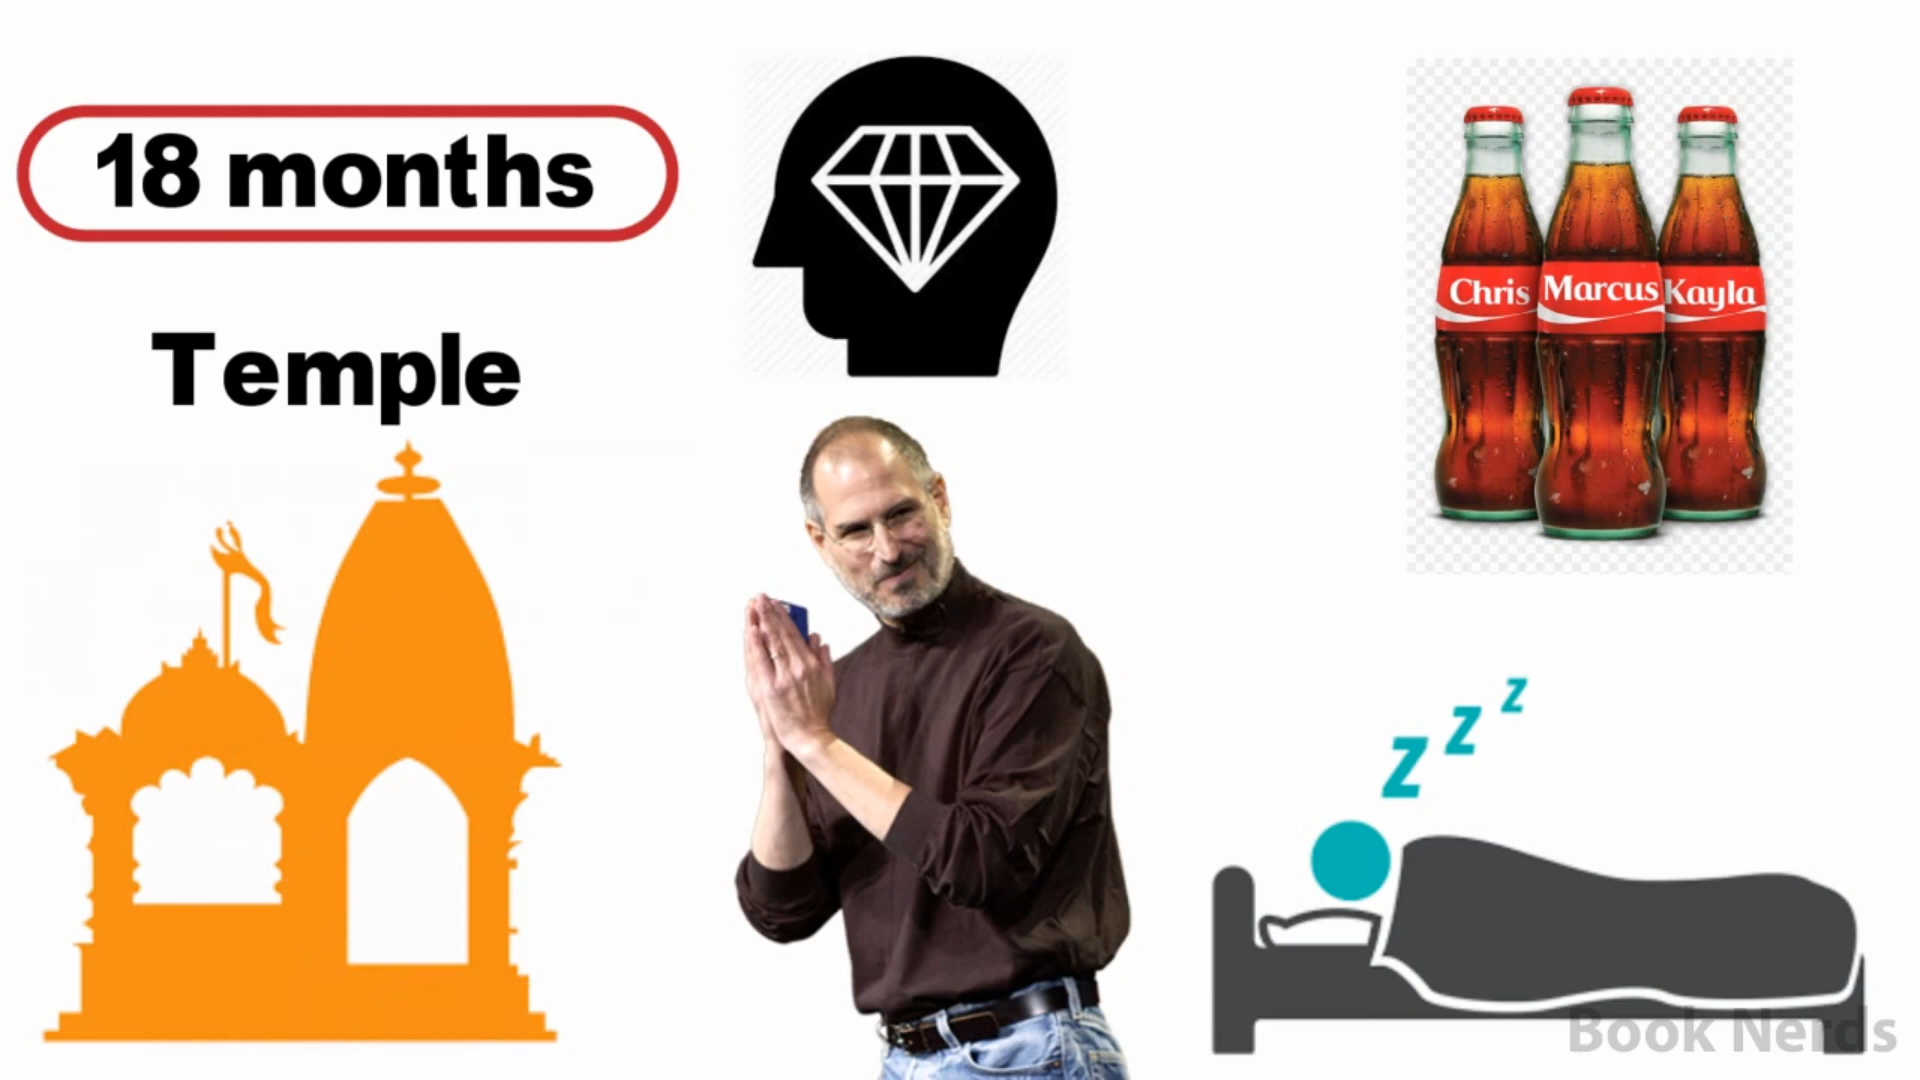 18 months
Temple
Chris
Marcus
Kayla
z z z
Book Nerds